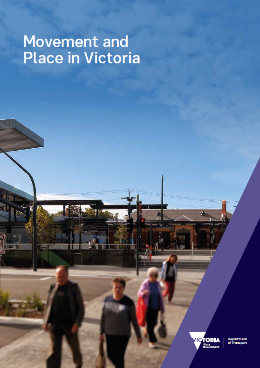 Movement and
Place in Victoria
VICTORIA
State
Government
Department
of Transport